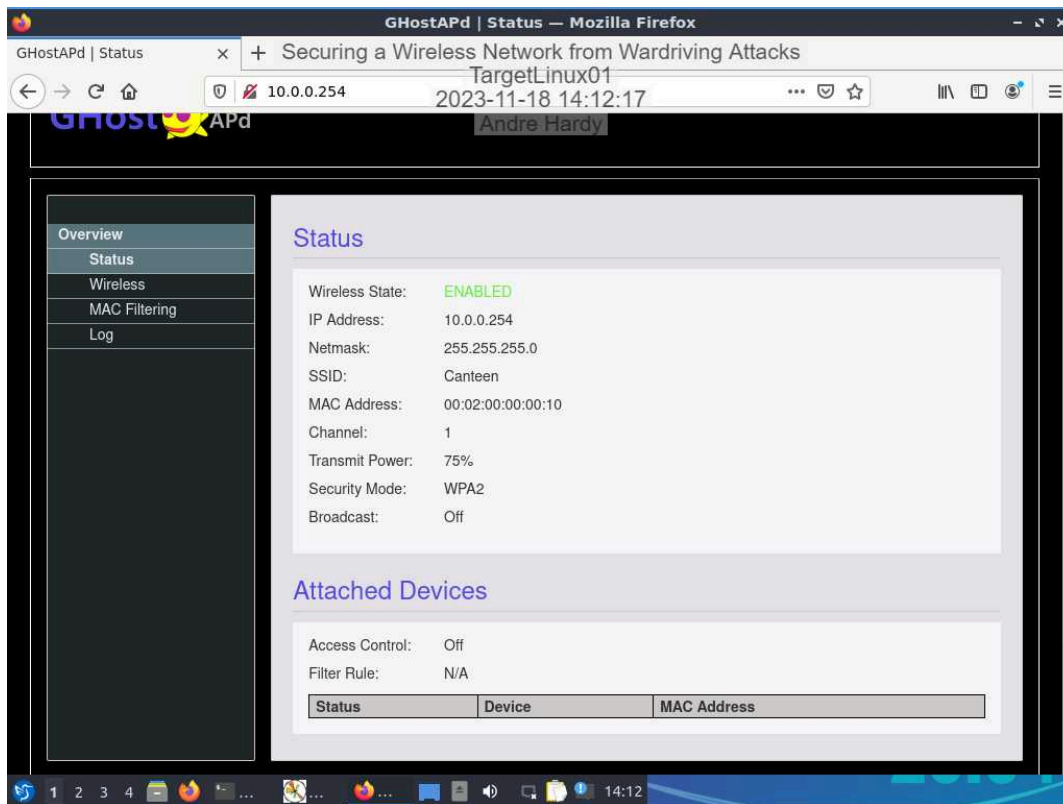 GHostAPd | Status — Mozilla Firefox
GHostAPd | Status
Securing a Wireless Network from Wardriving Attacks
TargetLinux01
10.0.0.254
2023-11-18 14:12:17
Andre Hardy
GHost APd
Overview
Status
Wireless
MAC Filtering
Log
Status
Wireless State: ENABLED
IP Address: 10.0.0.254
Netmask: 255.255.255.0
SSID: Canteen
MAC Address: 00:02:00:00:00:10
Channel: 1
Transmit Power: 75%
Security Mode: WPA2
Broadcast: Off
Attached Devices
Access Control: Off
Filter Rule: N/A
Status Device MAC Address
1 2 3 4 ... ... ... 14:12